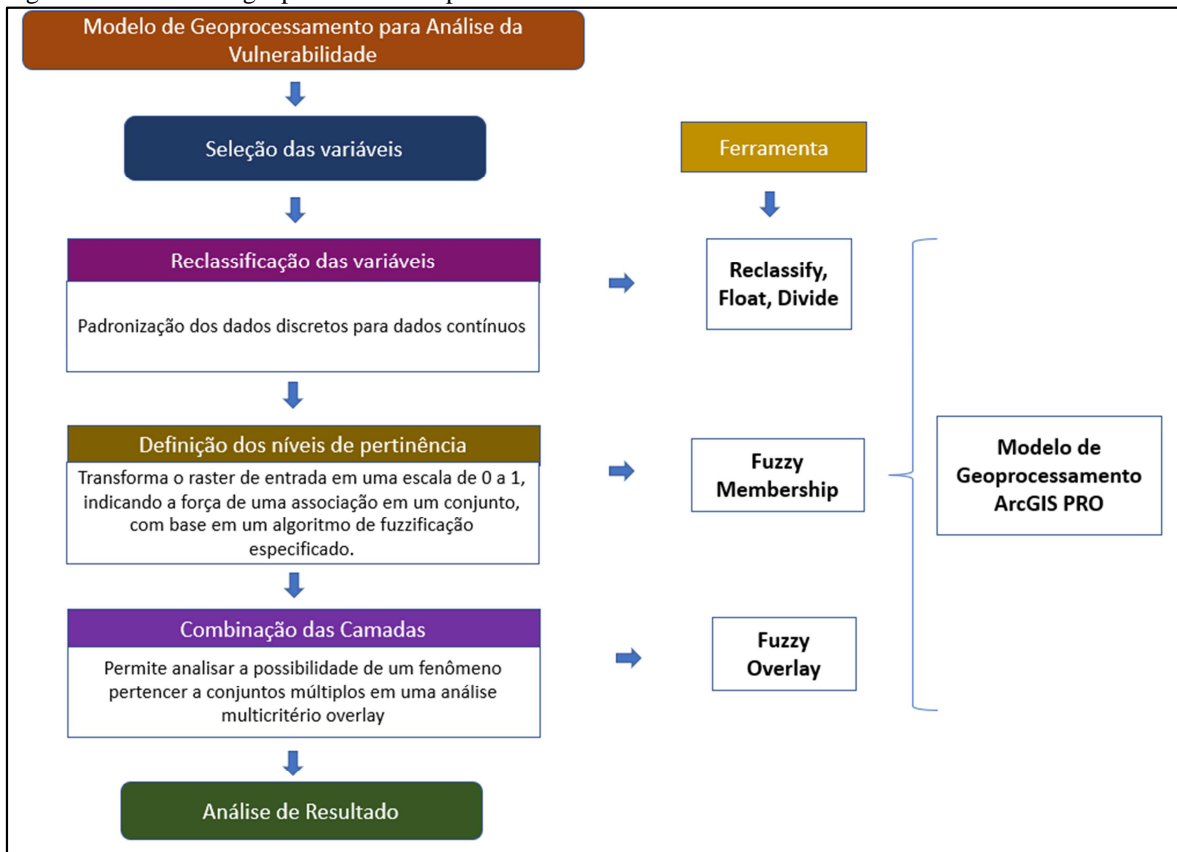 Modelo de Geoprocessamento para Análise da
Vulnerabilidade
Seleção das variáveis
Ferramenta
Reclassificação das variáveis
Padronização dos dados discretos para dados contínuos
Reclassify,
Float, Divide
Definição dos níveis de pertinência
Transforma o raster de entrada em uma escala de 0 a 1,
indicando a força de uma associação em um conjunto,
com base em um algoritmo de fuzzificação
especificado.
Fuzzy
Membership
Modelo de
Geoprocessamento
ArcGIS PRO
Combinação das Camadas
Permite analisar a possibilidade de um fenômeno
pertencer a conjuntos múltiplos em uma análise
multicritério overlay
Fuzzy
Overlay
Análise de Resultado